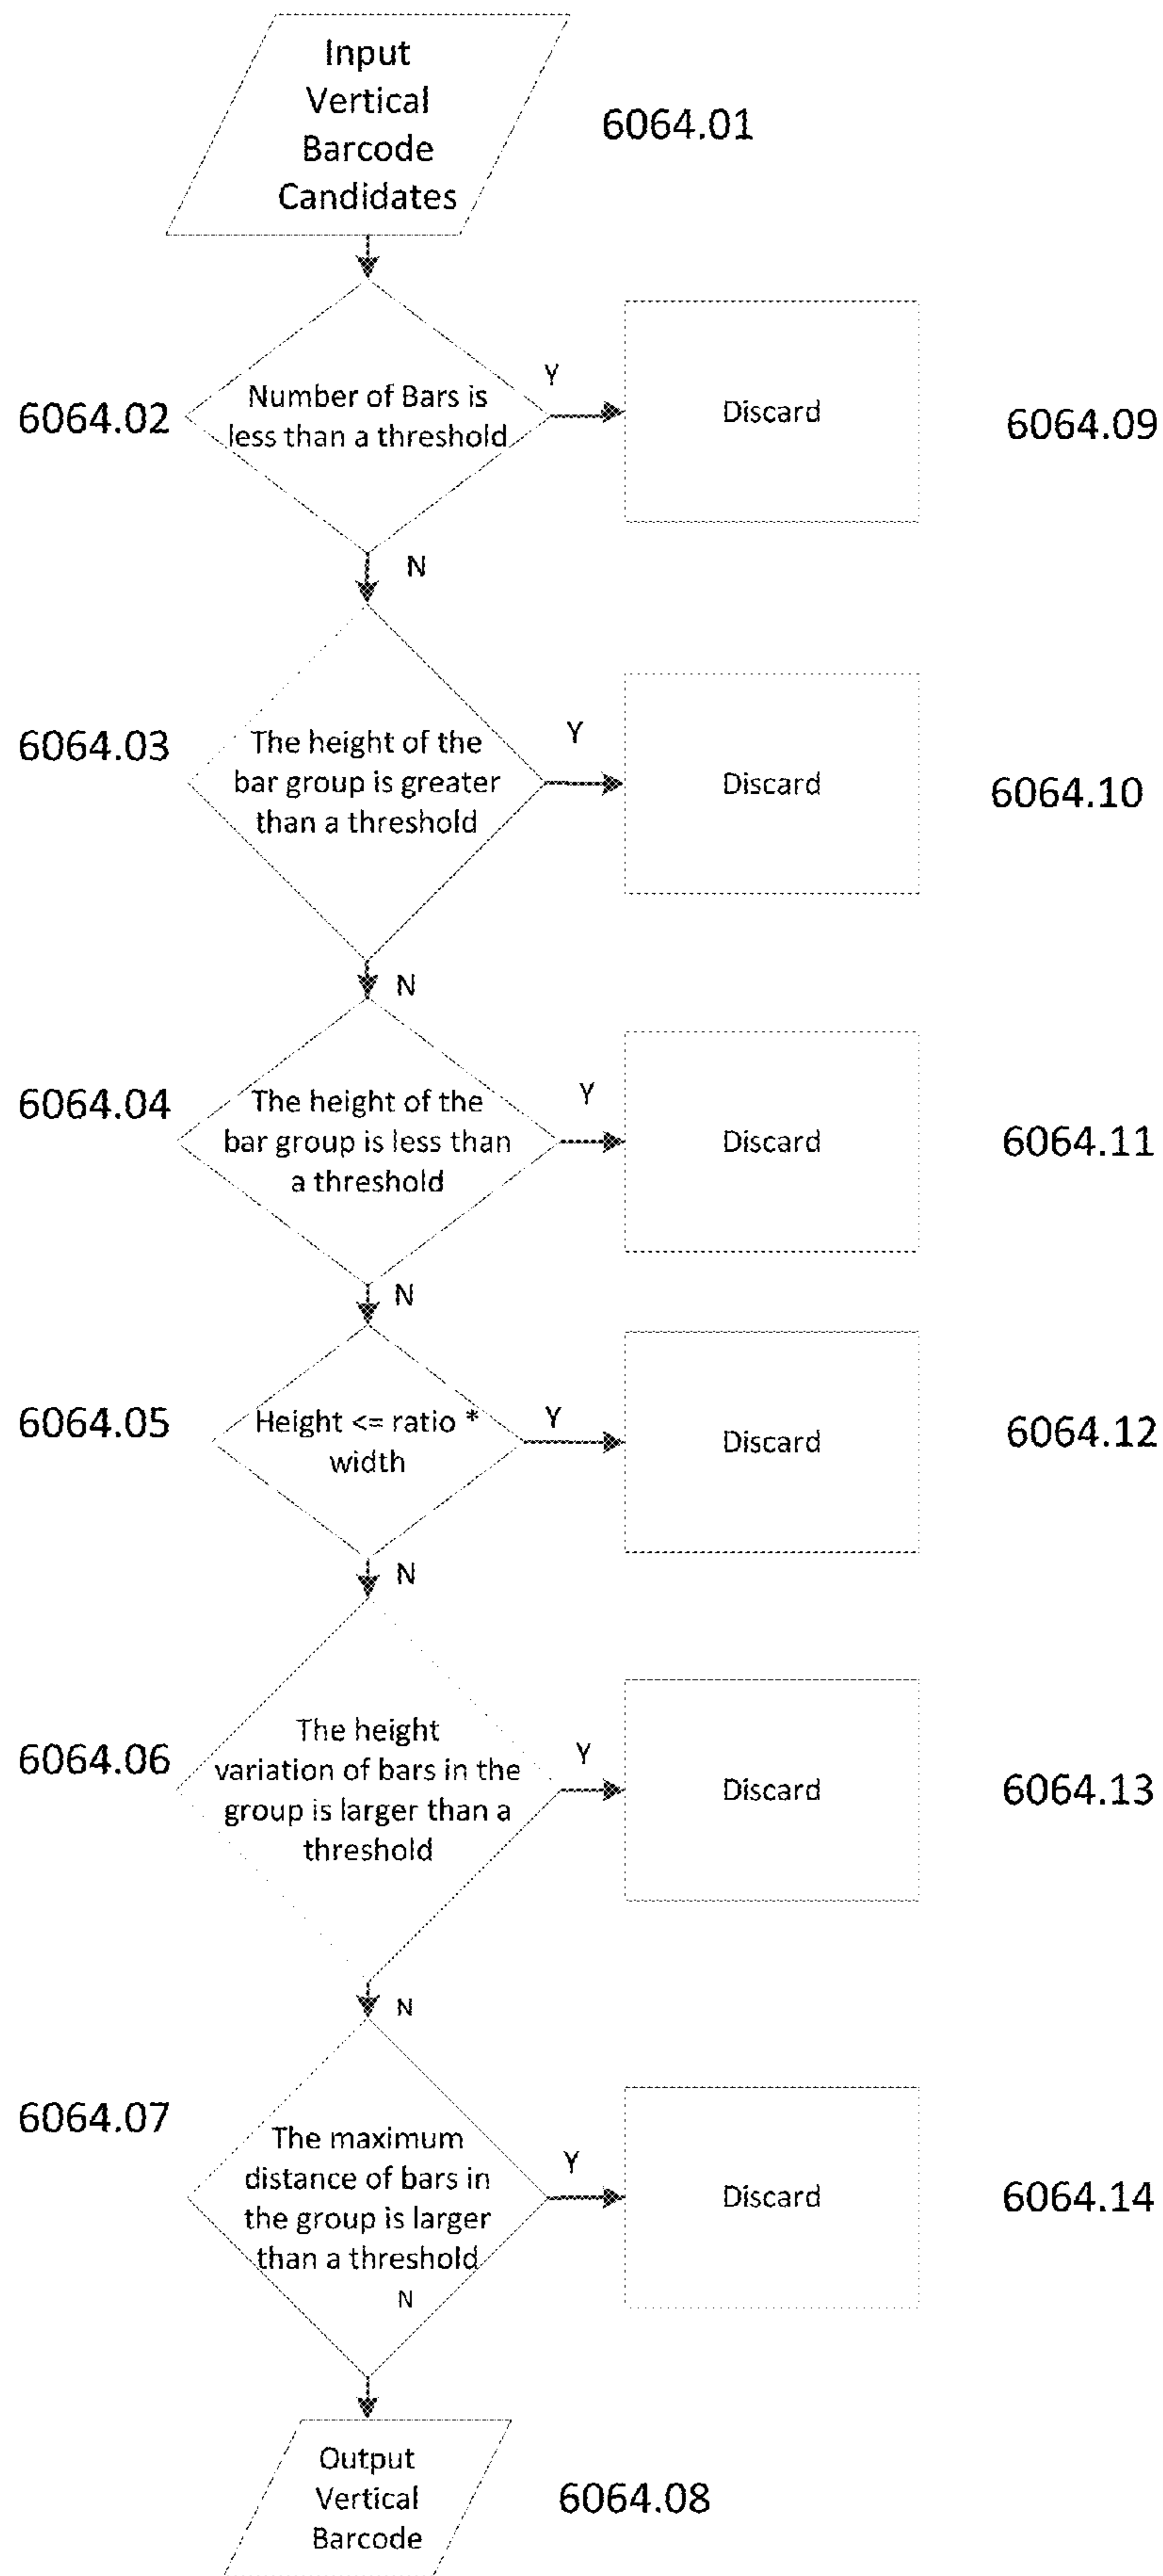 Input
Vertical
Barcode
Candidates
6064.01
6064.02
Number of Bars is
less than a threshold
Y
Discard
6064.09
N
6064.03
The height of the
bar group is greater
than a threshold
Y
Discard
6064.10
N
6064.04
The height of the
bar group is less than
a threshold
Y
Discard
6064.11
N
6064.05
Height <= ratio *
width
Y
Discard
6064.12
N
6064.06
The height
variation of bars in the
group is larger than a
threshold
Y
Discard
6064.13
N
6064.07
The maximum
distance of bars in
the group is larger
than a threshold
Y
Discard
6064.14
N
Output
Vertical
Barcode
6064.08